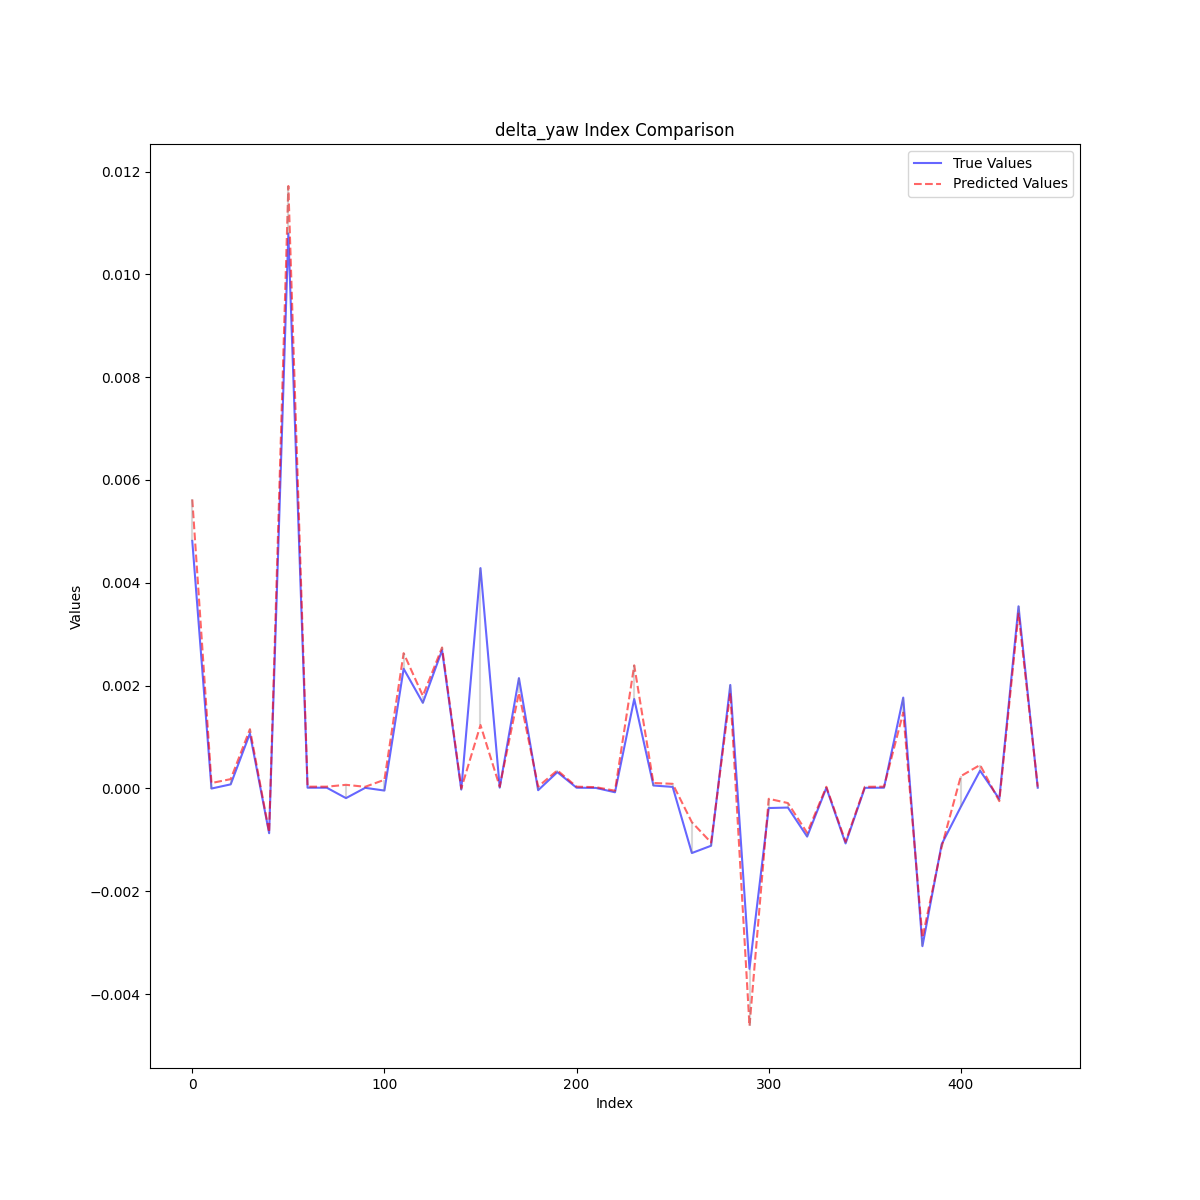 delta_yaw Index Comparison
True Values
Predicted Values
0.012
0.010
0.008
0.006
0.004
0.002
0.000
−0.002
−0.004
Values
0 100 200 300 400
Index